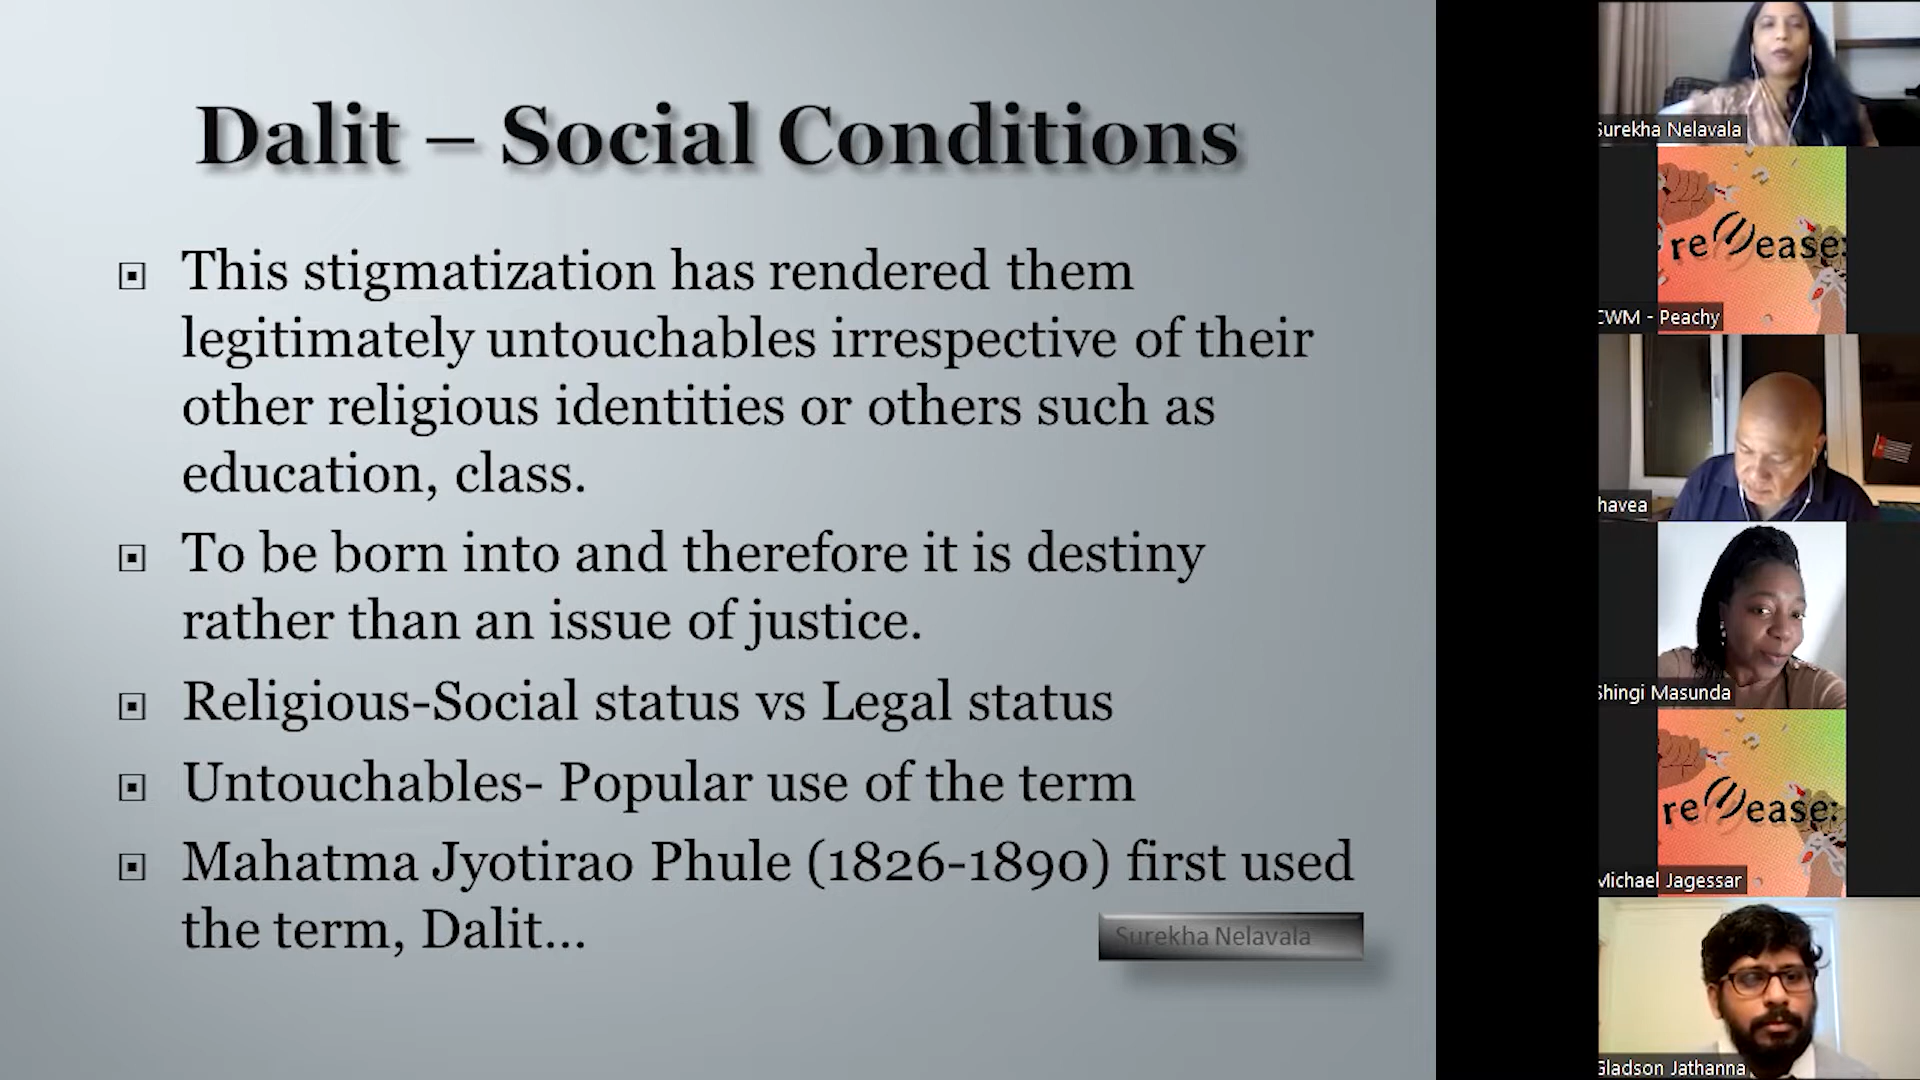 Dalit – Social Conditions
This stigmatization has rendered them
legitimately untouchables irrespective of their
other religious identities or others such as
education, class.
To be born into and therefore it is destiny
rather than an issue of justice.
Religious-Social status vs Legal status
Untouchables- Popular use of the term
Mahatma Jyotirao Phule (1826-1890) first used
the term, Dalit...
Surekha Nelavala
Surekha Nelavala
CWM - Peachy
havea
Shingi Masunda
Michael Jagessar
Gladson Jathanna